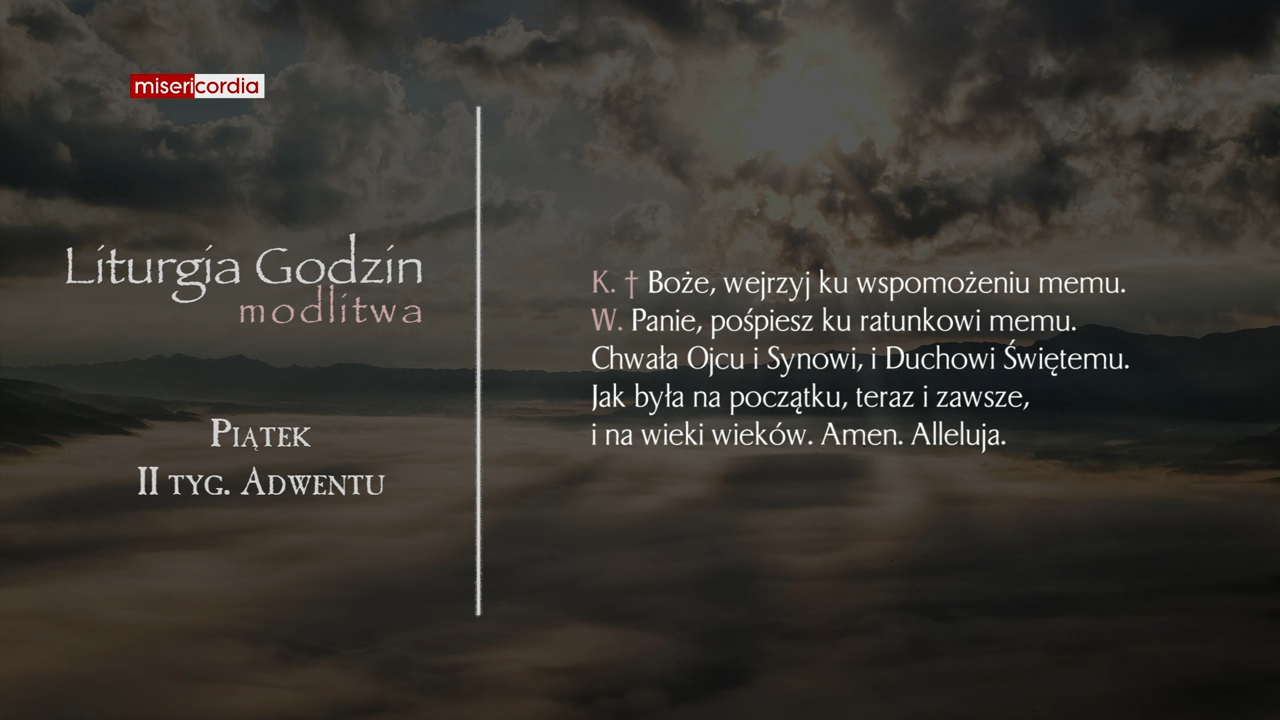 misericordia
Liturgia Godzin
modlitwa
Piątek
II tyg. Adwentu
K. † Boże, wejrzyj ku wspomożeniu memu.
W. Panie, pośpiesz ku ratunkowi memu.
Chwała Ojcu i Synowi, i Duchowi Świętemu.
Jak była na początku, teraz i zawsze,
i na wieki wieków. Amen. Alleluja.